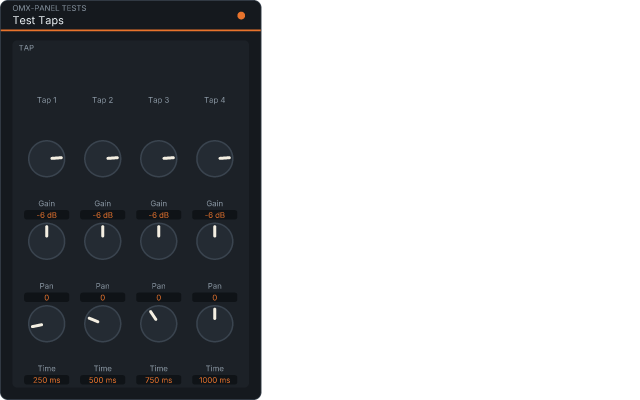 OMX-PANEL TESTS
Test Taps
TAP
Tap 1 Tap 2 Tap 3 Tap 4
Gain Gain Gain Gain
-6 dB -6 dB -6 dB -6 dB
Pan Pan Pan Pan
0 0 0 0
Time Time Time Time
250 ms 500 ms 750 ms 1000 ms